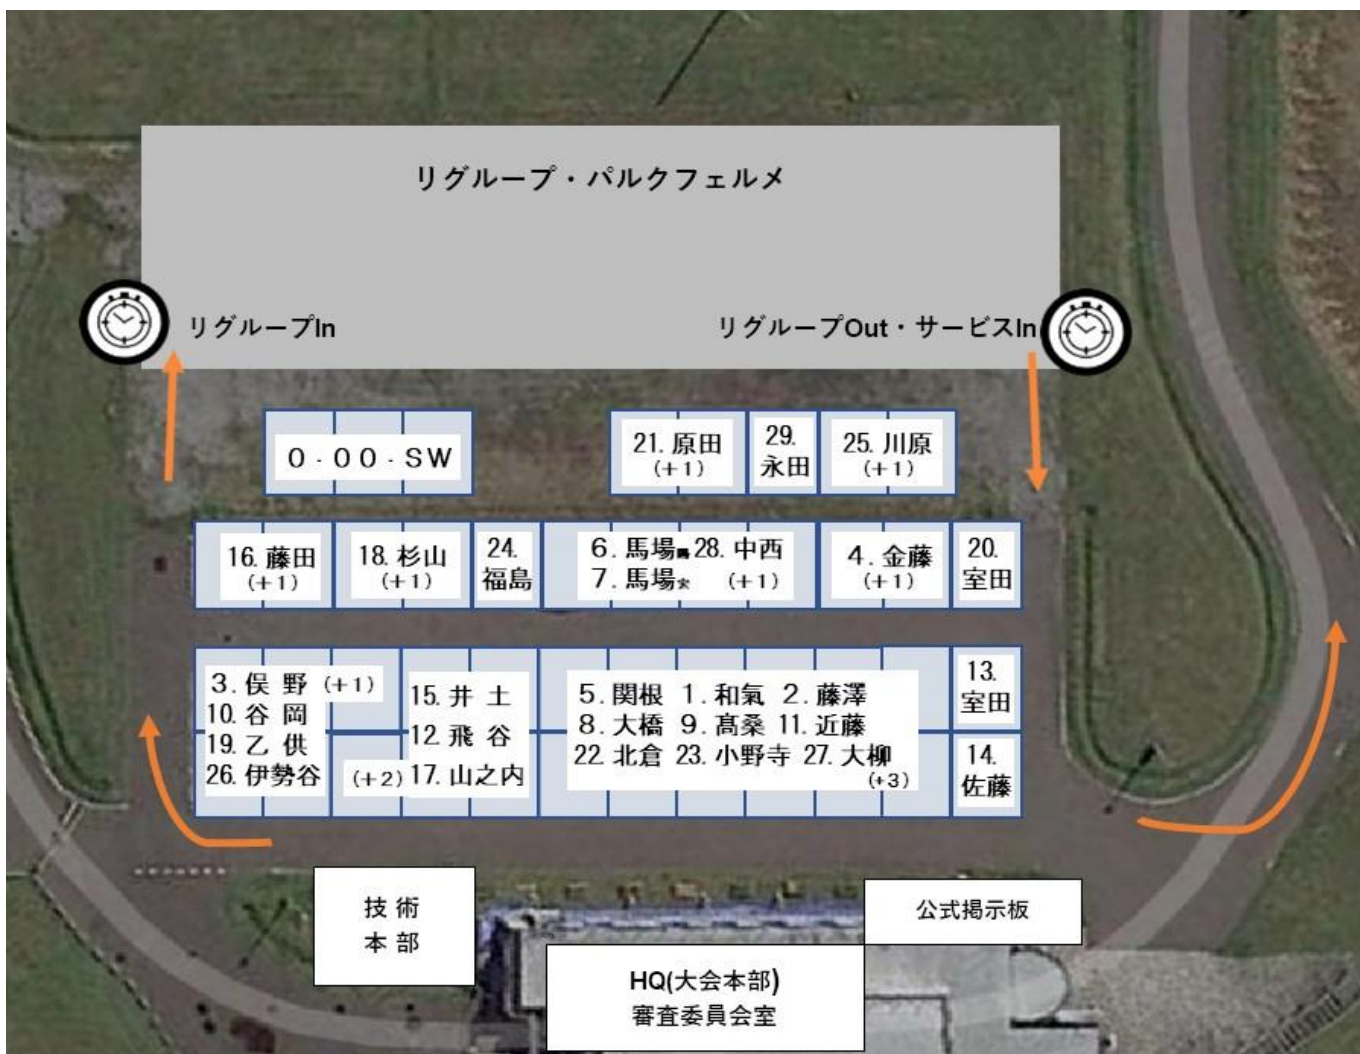 リグループ・パルクフェルメ
リグループIn
リグループOut・サービスIn
0・00・SW
21. 原田
(+1)
29.
永田
25. 川原
(+1)
16. 藤田
(+1)
18. 杉山
(+1)
24.
福島
6. 馬場 28. 中西
7. 馬場 (+1)
4. 金藤
(+1)
20.
室田
3. 俣 野 (+1)
10. 谷 岡
19. 乙 供
26. 伊勢谷
15. 井 土
12. 飛 谷
(+2) 17. 山之内
5. 関根 1. 和氣 2. 藤澤
8. 大橋 9. 髙桑 11. 近藤
22. 北倉 23. 小野寺 27. 大柳
(+3)
13.
室田
14.
佐藤
技 術
本 部
公式掲示板
HQ(大会本部)
審査委員会室